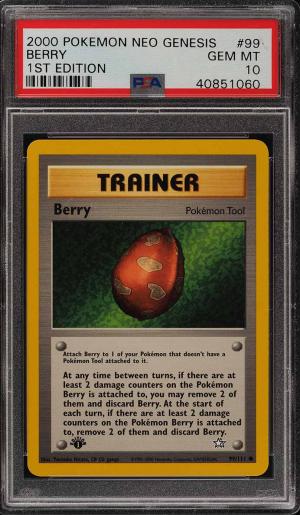 2000 POKEMON NEO GENESIS #99
BERRY GEM MT
1ST EDITION PSA 10
40851060
TRAINER
Berry Pokémon Tool
Attach Berry to 1 of your Pokémon that doesn't have a
Pokémon Tool attached to it.
At any time between turns, if there are at
least 2 damage counters on the Pokémon
Berry is attached to, you may remove 2 of
them and discard Berry. At the start of
each turn, if there are at least 2 damage
counters on the Pokémon Berry is attached
to, remove 2 of them and discard Berry.
99/111